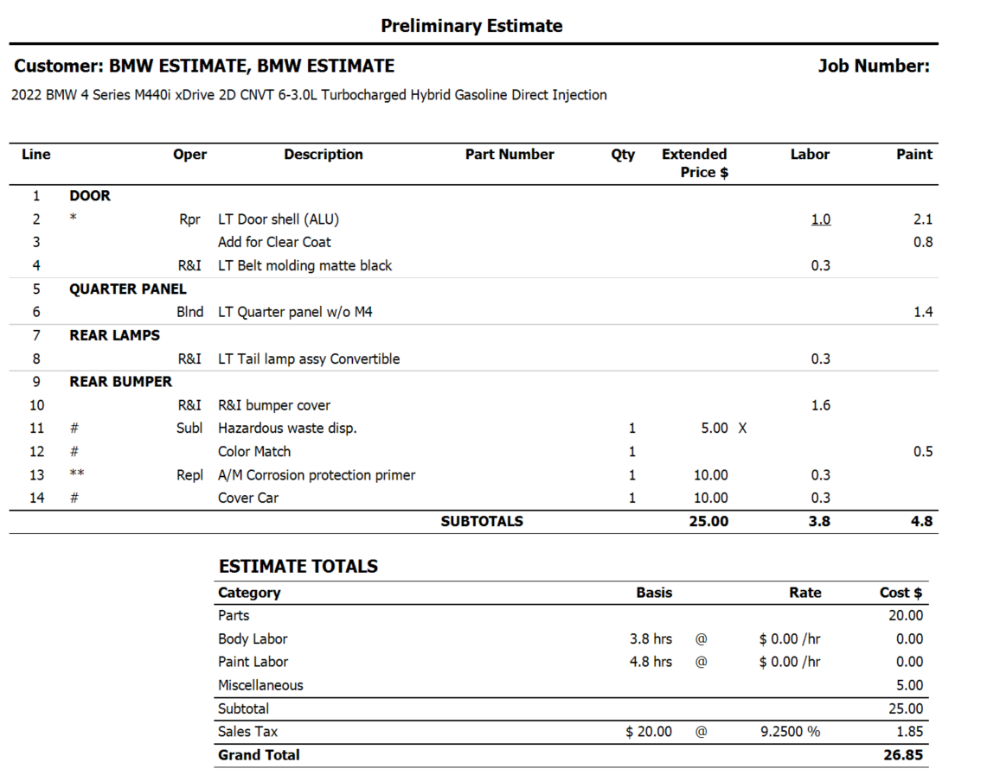 Preliminary Estimate
Customer: BMW ESTIMATE, BMW ESTIMATE Job Number:
2022 BMW 4 Series M440i xDrive 2D CNVT 6-3.0L Turbocharged Hybrid Gasoline Direct Injection
Line Oper Description Part Number Qty Extended Price $ Labor Paint
1 DOOR
2 * Rpr LT Door shell (ALU) 1.0 2.1
3 Add for Clear Coat 0.8
4 R&I LT Belt molding matte black 0.3
5 QUARTER PANEL
6 Blnd LT Quarter panel w/o M4 1.4
7 REAR LAMPS
8 R&I LT Tail lamp assy Convertible 0.3
9 REAR BUMPER
10 R&I R&I bumper cover 1.6
11 # Subl Hazardous waste disp. 1 5.00 X
12 # Color Match 1 0.5
13 ** Repl A/M Corrosion protection primer 1 10.00 0.3
14 # Cover Car 1 10.00 0.3
SUBTOTALS 25.00 3.8 4.8
ESTIMATE TOTALS
Category Basis Rate Cost $
Parts 20.00
Body Labor 3.8 hrs @ $ 0.00 /hr 0.00
Paint Labor 4.8 hrs @ $ 0.00 /hr 0.00
Miscellaneous 5.00
Subtotal 25.00
Sales Tax $ 20.00 @ 9.2500 % 1.85
Grand Total 26.85